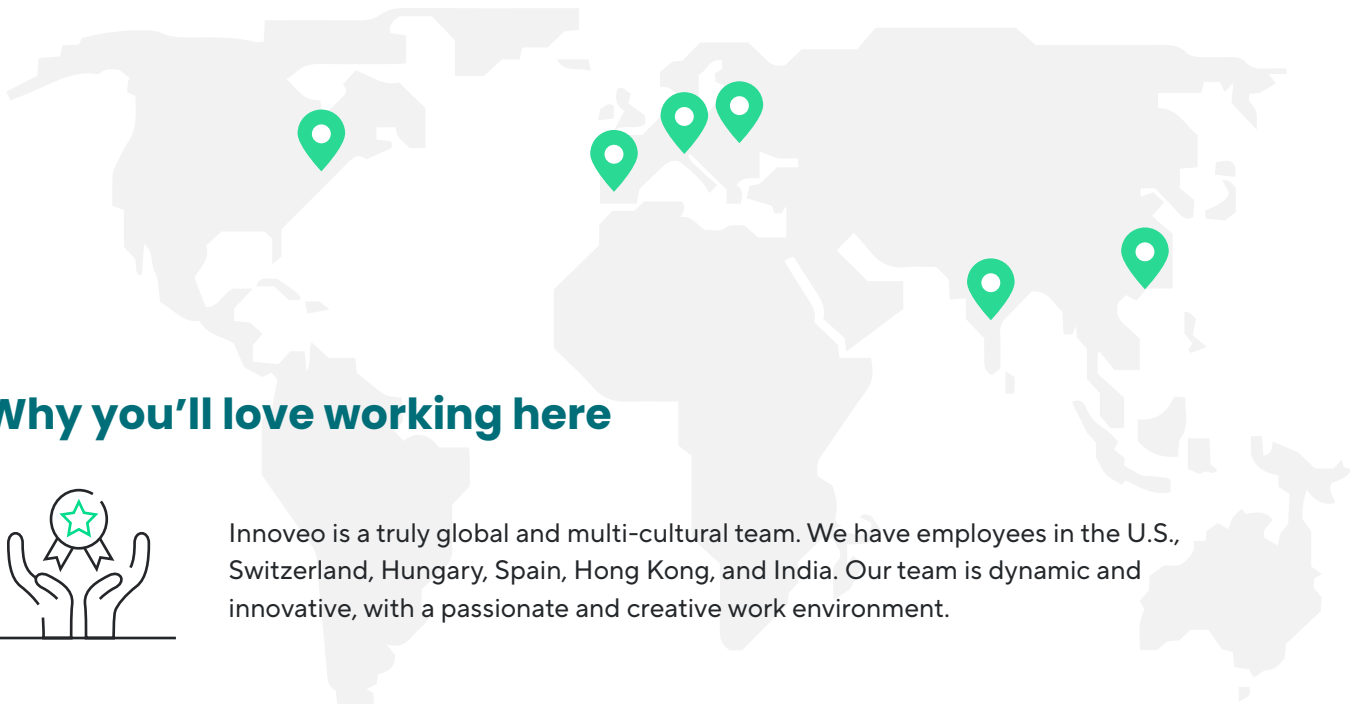 Why you’ll love working here
Innoveo is a truly global and multi-cultural team. We have employees in the U.S.,
Switzerland, Hungary, Spain, Hong Kong, and India. Our team is dynamic and
innovative, with a passionate and creative work environment.